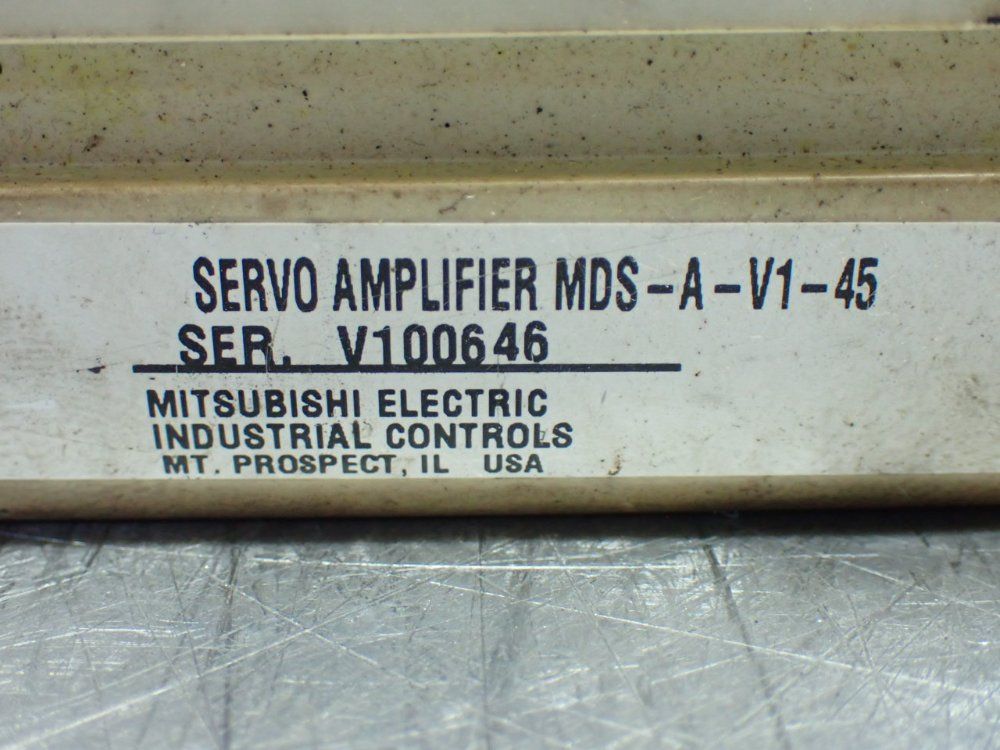 SERVO AMPLIFIER MDS-A-V1-45
SER. V100646
MITSUBISHI ELECTRIC
INDUSTRIAL CONTROLS
MT. PROSPECT, IL USA